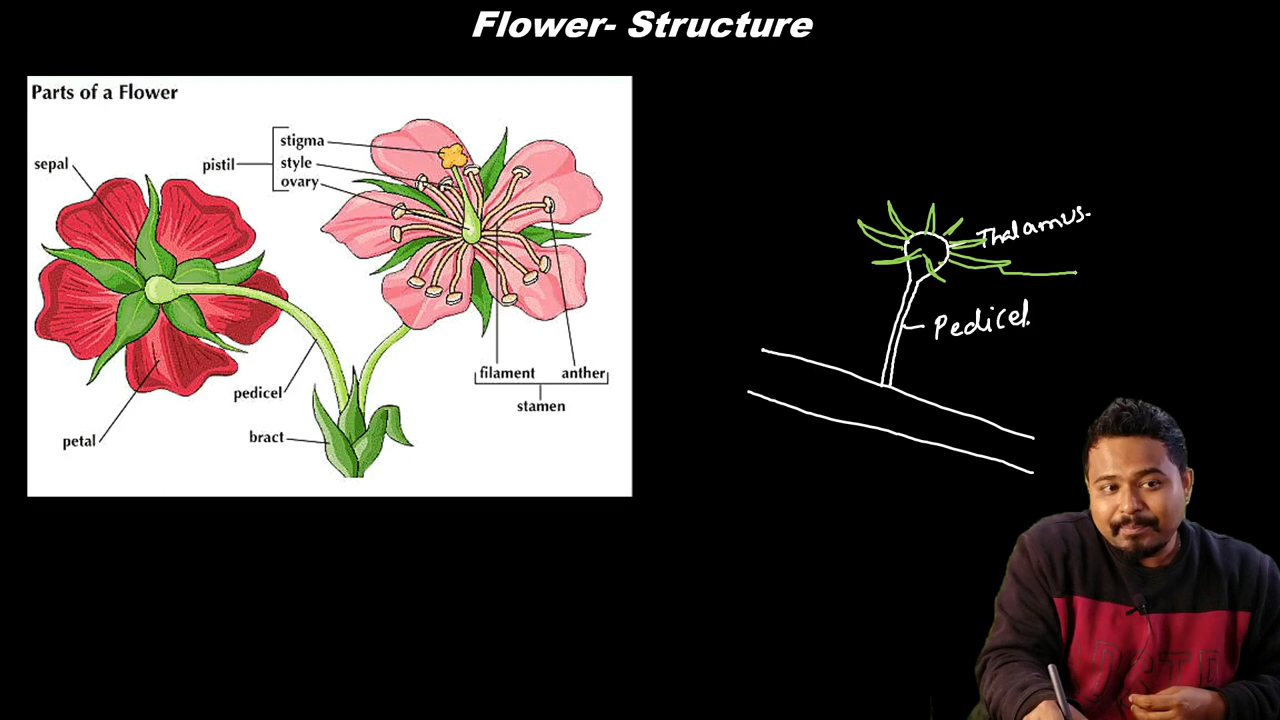 Flower- Structure
Parts of a Flower
stigma
sepal
pistil
style
ovary
Thalamus.
Pedicel.
filament
anther
pedicel
stamen
bract
petal